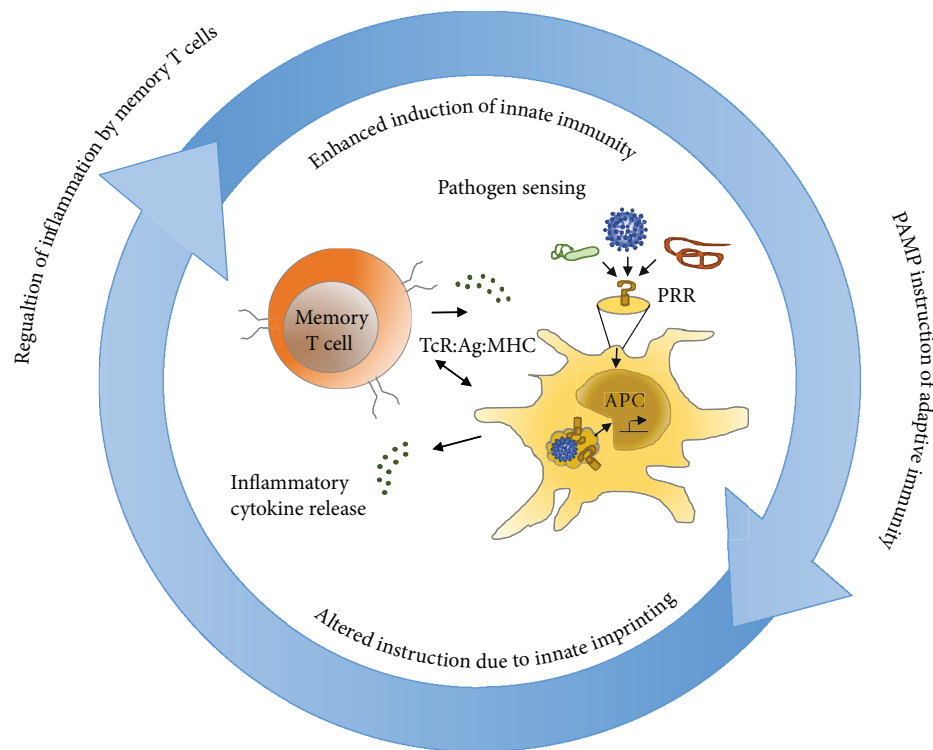 Regualtion of inflammation by memory T cells
Enhanced induction of innate immunity
Pathogen sensing
PRR
PAMP instruction of adaptive immunity
Memory
T cell
TcR:Ag:MHC
APC
Inflammatory
cytokine release
Altered instruction due to innate imprinting